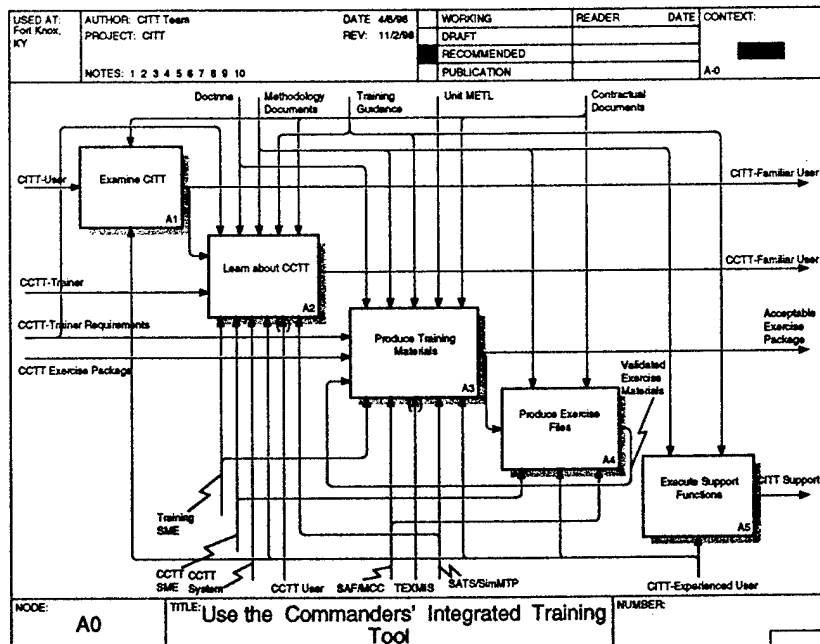 USED AT:
Fort Knox,
KY
AUTHOR: CITT Team
PROJECT: CITT
NOTES: 1 2 3 4 5 6 7 8 9 10
DATE 4/8/96
REV: 11/2/96
WORKING
DRAFT
RECOMMENDED
PUBLICATION
READER DATE
CONTEXT:
A-0
Doctrine
Methodology
Documents
Training
Guidance
Unit METL
Contractual
Documents
CITT-User
Examine CITT
A1
CITT-Familiar User
Learn about CCTT
A2
CCTT-Familiar User
CCTT-Trainer
CCTT-Trainer Requirements
CCTT Exercise Package
Produce Training
Materials
A3
Acceptable
Exercise
Package
Validated
Exercise
Materials
Produce Exercise
Files
A4
Execute Support
Functions
A5
CITT Support
Training
SME
CCTT
SME
CCTT
System
CCTT User
SAF/MCC
TEXMIS
SATS/SimMTP
CITT-Experienced User
NODE:
A0
TITLE: Use the Commanders' Integrated Training
Tool
NUMBER: